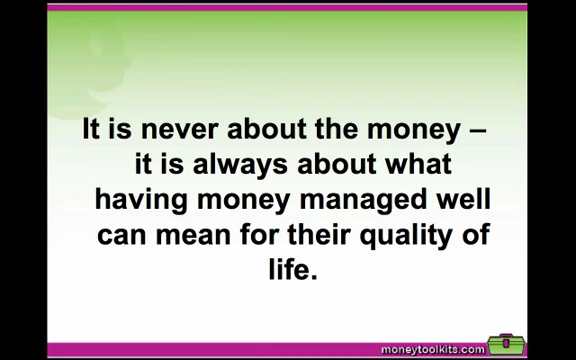 It is never about the money –
it is always about what
having money managed well
can mean for their quality of
life.
moneytoolkits.com